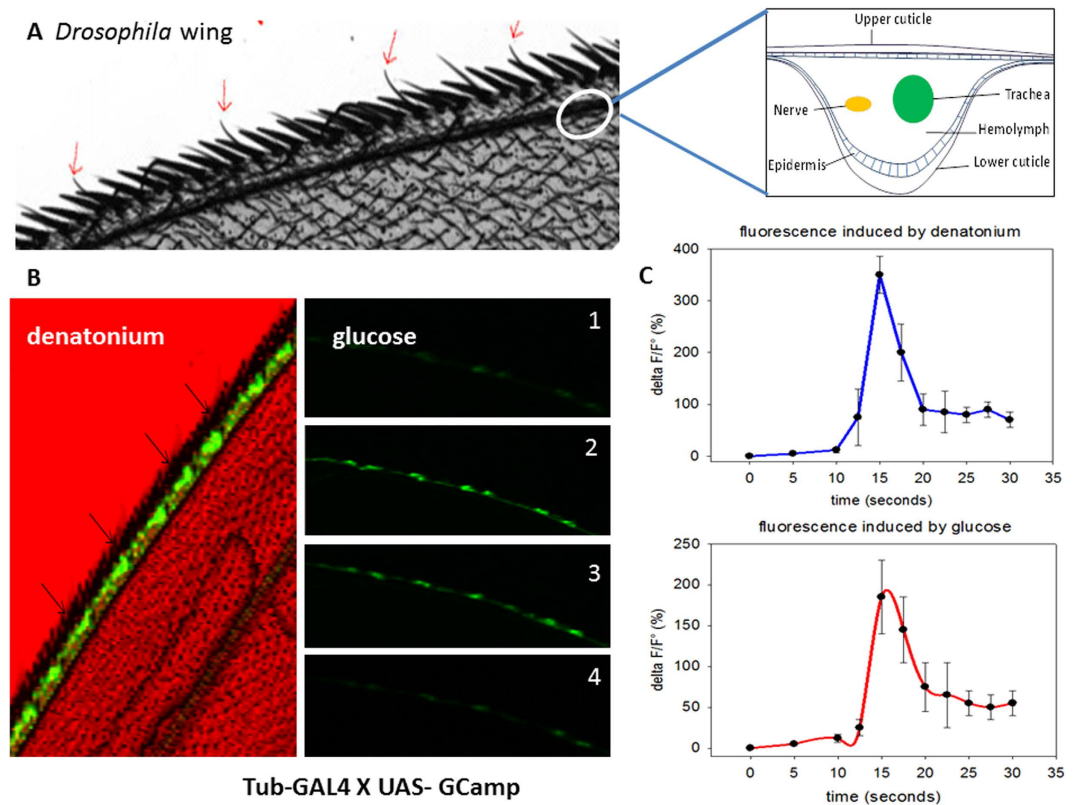 A Drosophila wing
Upper cuticle
Nerve
Trachea
Hemolymph
Epidermis
Lower cuticle
B
denatonium
glucose
1
2
3
4
Tub-GAL4 X UAS- GCamp
C
fluorescence induced by denatonium
delta F/F° (%)
400
300
200
100
0
0 5 10 15 20 25 30 35
time (seconds)
fluorescence induced by glucose
delta F/F° (%)
250
200
150
100
50
0
0 5 10 15 20 25 30 35
time (seconds)